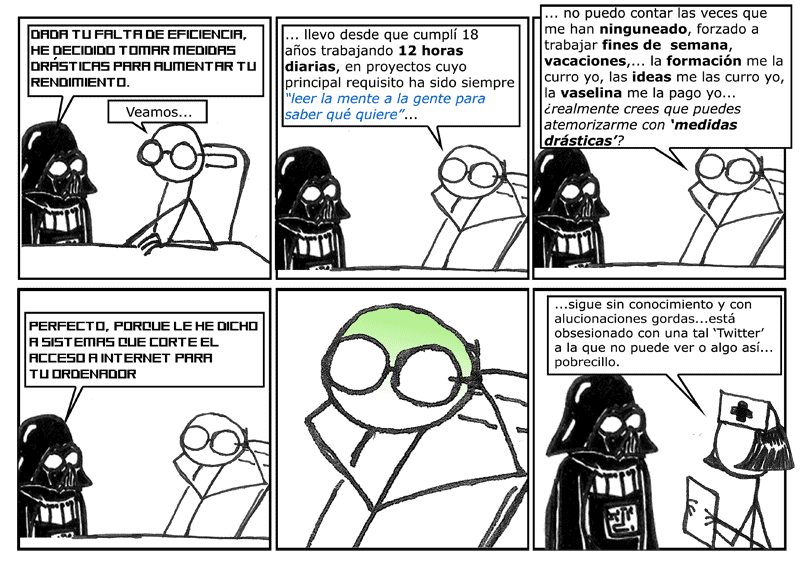 DADA TU FALTA DE EFICIENCIA,
HE DECIDIDO TOMAR MEDIDAS
DRÁSTICAS PARA AUMENTAR TU
RENDIMIENTO.
Veamos...
... llevo desde que cumplí 18
años trabajando 12 horas
diarias, en proyectos cuyo
principal requisito ha sido siempre
“leer la mente a la gente para
saber qué quiere”...
... no puedo contar las veces que
me han ninguneado, forzado a
trabajar fines de semana,
vacaciones,... la formación me la
curro yo, las ideas me las curro yo,
la vaselina me la pago yo...
¿realmente crees que puedes
atemorizarme con ‘medidas
drásticas’?
PERFECTO, PORQUE LE HE DICHO
A SISTEMAS QUE CORTE EL
ACCESO A INTERNET PARA
TU ORDENADOR
...sigue sin conocimiento y con
alucionaciones gordas...está
obsesionado con una tal ‘Twitter’
a la que no puede ver o algo así...
pobrecillo.